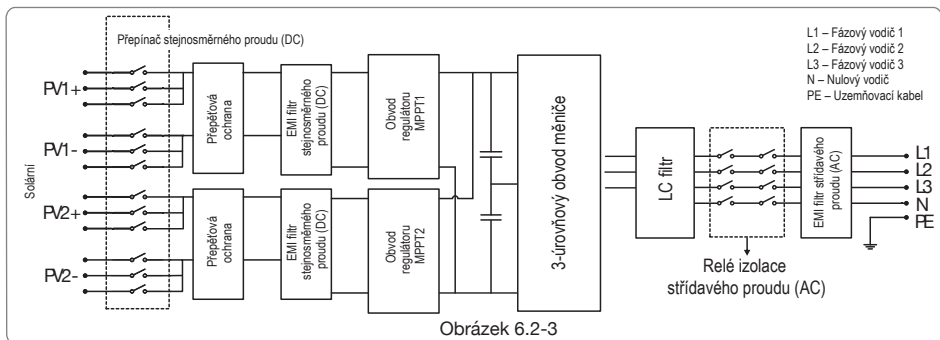 Přepínač stejnosměrného proudu (DC)
Solární
PV1+
PV1-
PV2+
PV2-
Přepěťová
ochrana
EMI filtr
stejnosměrného
proudu (DC)
Obvod
regulátoru
MPPT1
Přepěťová
ochrana
EMI filtr
stejnosměrného
proudu (DC)
Obvod
regulátoru
MPPT2
3-úrovňový obvod měniče
LC filtr
Relé izolace
střídavého proudu (AC)
EMI filtr střídavého
proudu (AC)
L1
L2
L3
N
PE
L1 – Fázový vodič 1
L2 – Fázový vodič 2
L3 – Fázový vodič 3
N – Nulový vodič
PE – Uzemňovací kabel
Obrázek 6.2-3